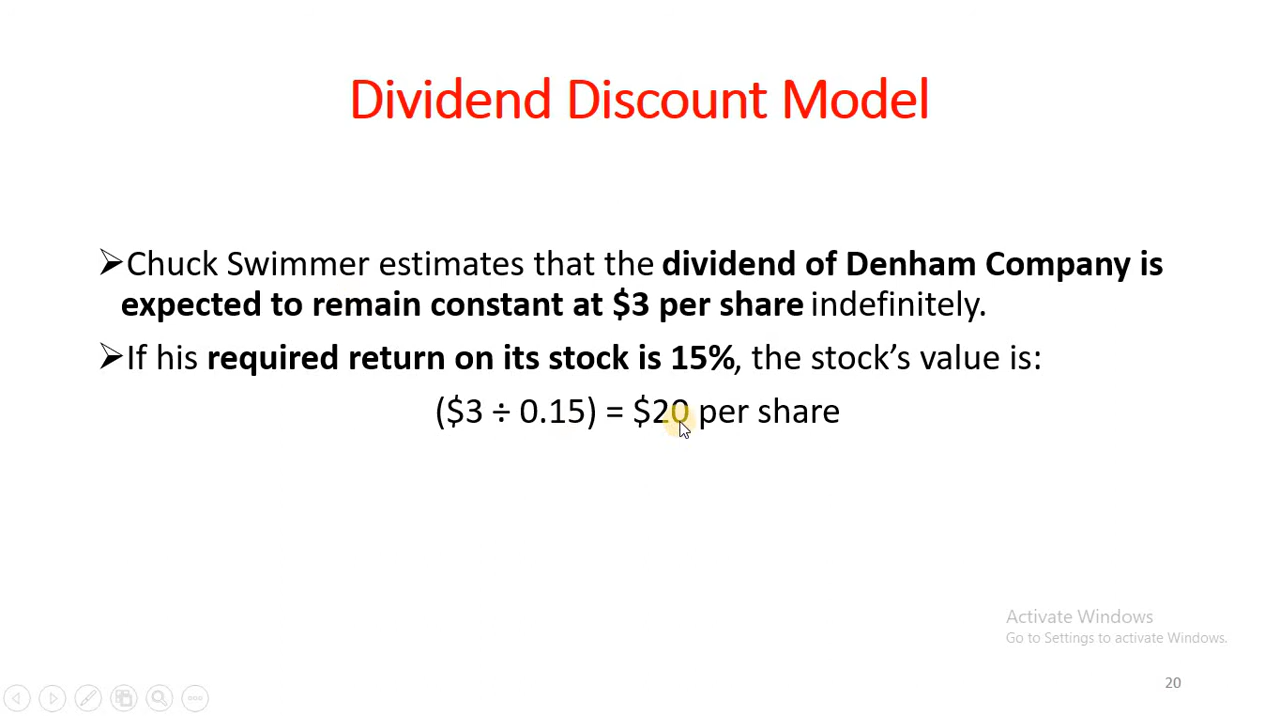 Dividend Discount Model
➢Chuck Swimmer estimates that the dividend of Denham Company is
expected to remain constant at $3 per share indefinitely.
➢If his required return on its stock is 15%, the stock’s value is:
($3 ÷ 0.15) = $20 per share
Activate Windows
Go to Settings to activate Windows.
20